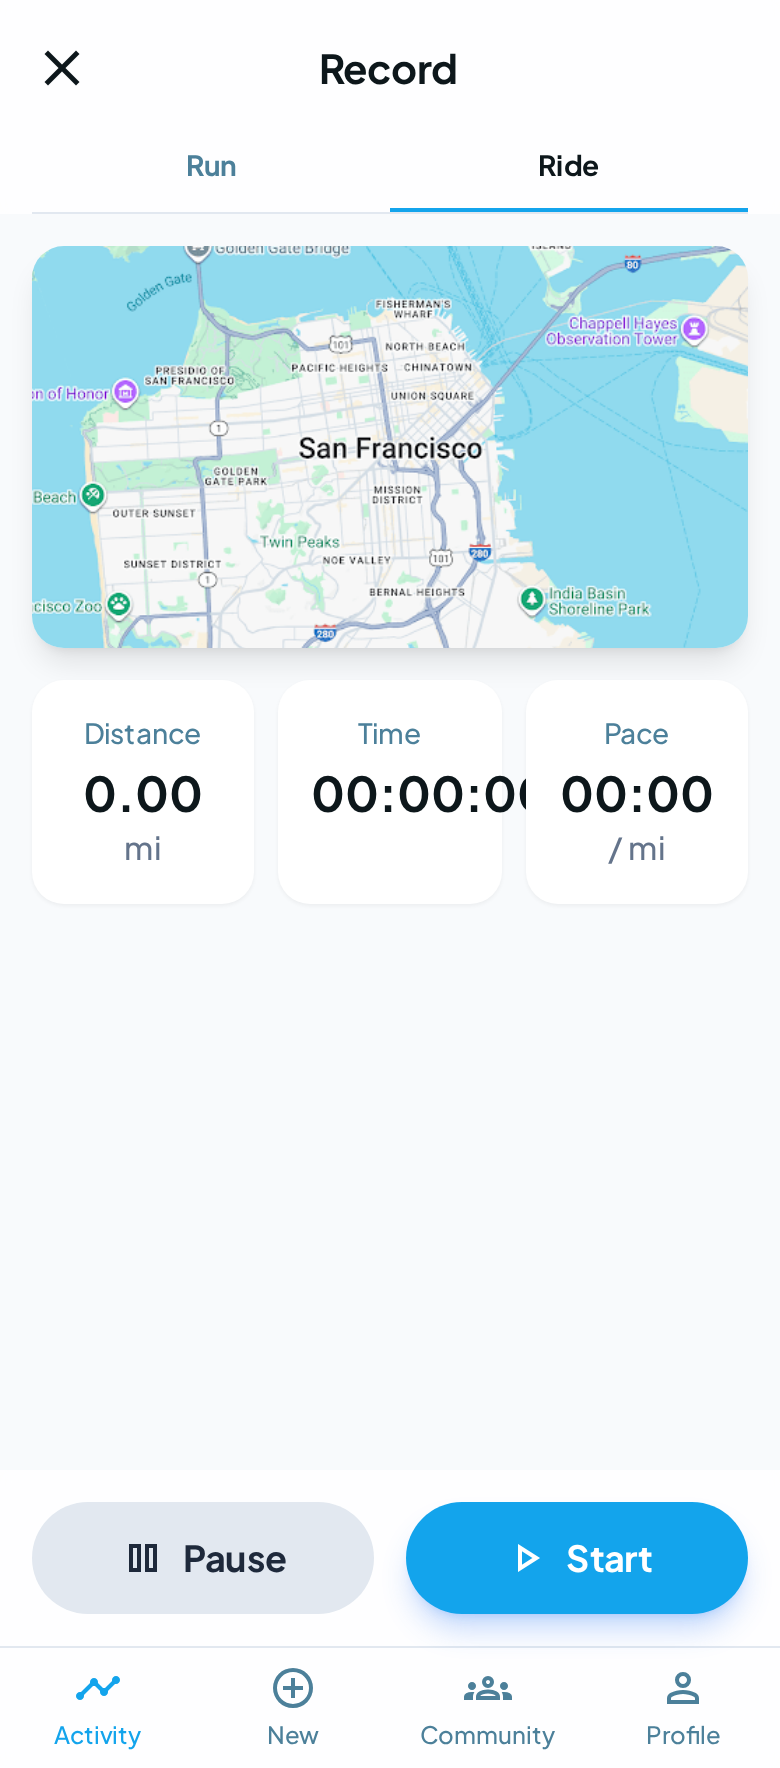 Record
Run
Ride
Golden Gate Bridge
Golden Gate
80
FISHERMAN'S
WHARF
Chappell Hayes
Observation Tower
101
NORTH BEACH
PRESIDIO OF
SAN FRANCISCO
PACIFIC HEIGHTS
CHINATOWN
on of Honor
UNION SQUARE
1
San Francisco
GOLDEN
GATE PARK
Beach
MISSION
DISTRICT
OUTER SUNSET
Twin Peaks
SUNSET DISTRICT
NOE VALLEY
101
280
1
BERNAL HEIGHTS
India Basin
Shoreline Park
cisco Zoo
280
Distance
0.00
mi
Time
00:00:00
Pace
00:00
/ mi
Pause
Start
Activity
New
Community
Profile